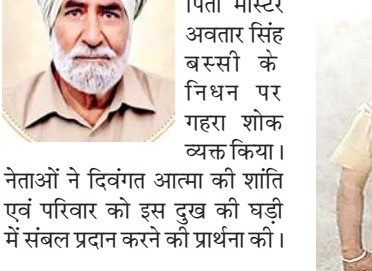 पिता मास्टर
अवतार सिंह
बस्सी के
निधन पर
गहरा शोक
व्यक्त किया।
नेताओं ने दिवंगत आत्मा की शांति
एवं परिवार को इस दुख की घड़ी
में संबल प्रदान करने की प्रार्थना की।